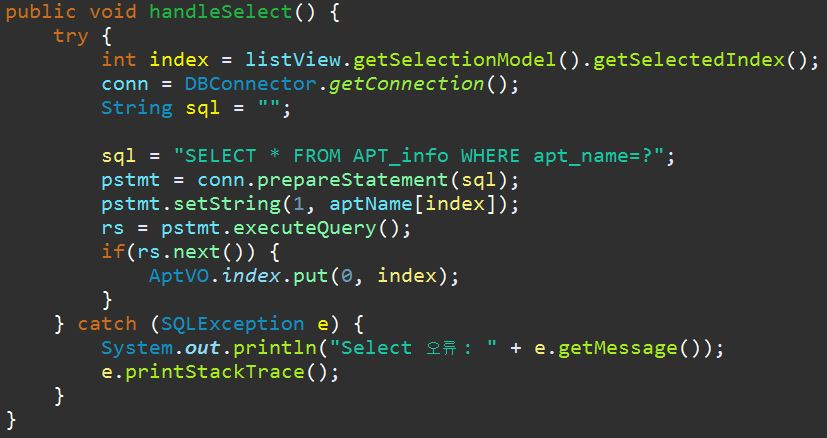 public void handleSelect() {
    try {
        int index = listView.getSelectionModel().getSelectedIndex();
        conn = DBConnector.getConnection();
        String sql = "";

        sql = "SELECT * FROM APT_info WHERE apt_name=?";
        pstmt = conn.prepareStatement(sql);
        pstmt.setString(1, aptName[index]);
        rs = pstmt.executeQuery();
        if(rs.next()) {
            AptVO.index.put(0, index);
        }
    } catch (SQLException e) {
        System.out.println("Select 오류: " + e.getMessage());
        e.printStackTrace();
    }
}